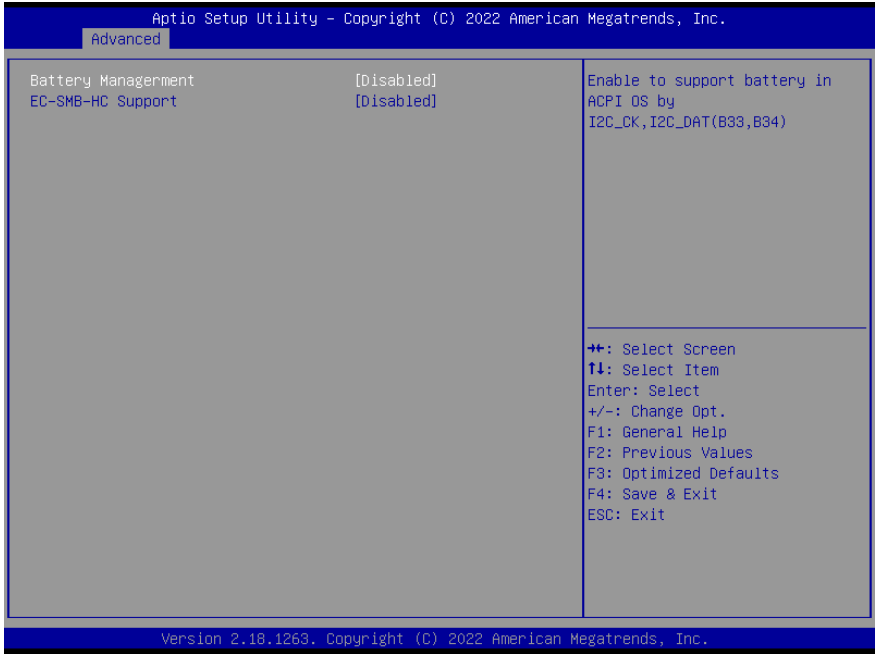 Aptio Setup Utility – Copyright (C) 2022 American Megatrends, Inc.
Advanced
Battery Managerment [Disabled]
EC-SMB-HC Support [Disabled]
Enable to support battery in
ACPI OS by
I2C_CK,I2C_DAT(B33,B34)
→←: Select Screen
↑↓: Select Item
Enter: Select
+/-: Change Opt.
F1: General Help
F2: Previous Values
F3: Optimized Defaults
F4: Save & Exit
ESC: Exit
Version 2.18.1263. Copyright (C) 2022 American Megatrends, Inc.